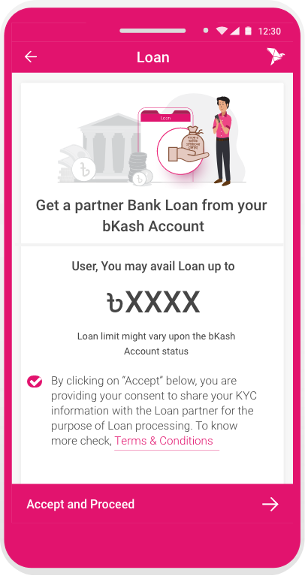 12:30
Loan
Loan
৳
৳
Get a partner Bank Loan from your
bKash Account
User, You may avail Loan up to
৳XXXX
Loan limit might vary upon the bKash
Account status
By clicking on “Accept” below, you are
providing your consent to share your KYC
information with the Loan partner for the
purpose of Loan processing. To know
more check, Terms & Conditions
Accept and Proceed